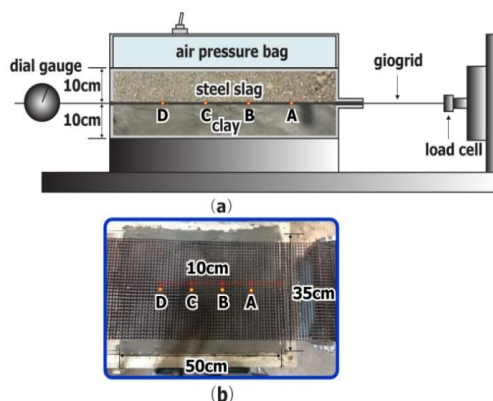 air pressure bag
dial gauge
giogrid
10cm
steel slag
D C B A
10cm
clay
load cell
(a)
10cm
D C B A
35cm
50cm
(b)